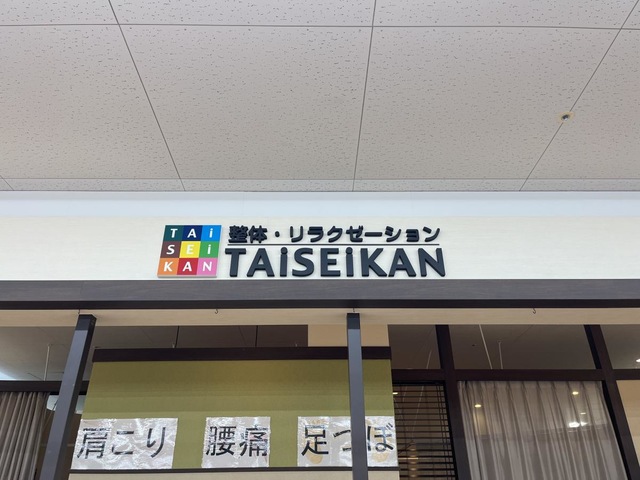 TAi
SEi
KAN
整体・リラクゼーション
TAiSEiKAN
肩こり 腰痛 足つぼ